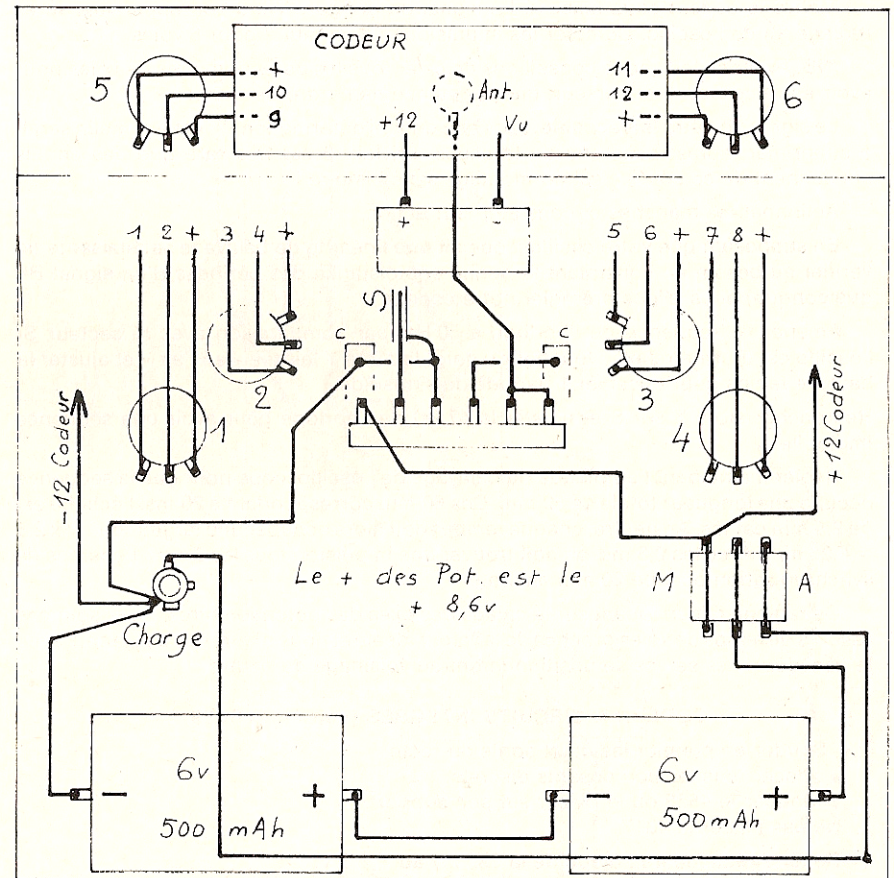 CODEUR
5
+
10
9
Ant.
+12
Vu
11
12
+
6
+
-
1 2 + 3 4 +
5 6 + 7 8 +
S
c
c
2
3
1
4
-12 Codeur
+12 Codeur
Le + des Pot. est le
+ 8,6v
Charge
M
A
-
6v
+
500 mAh
-
6v
+
500 mAh